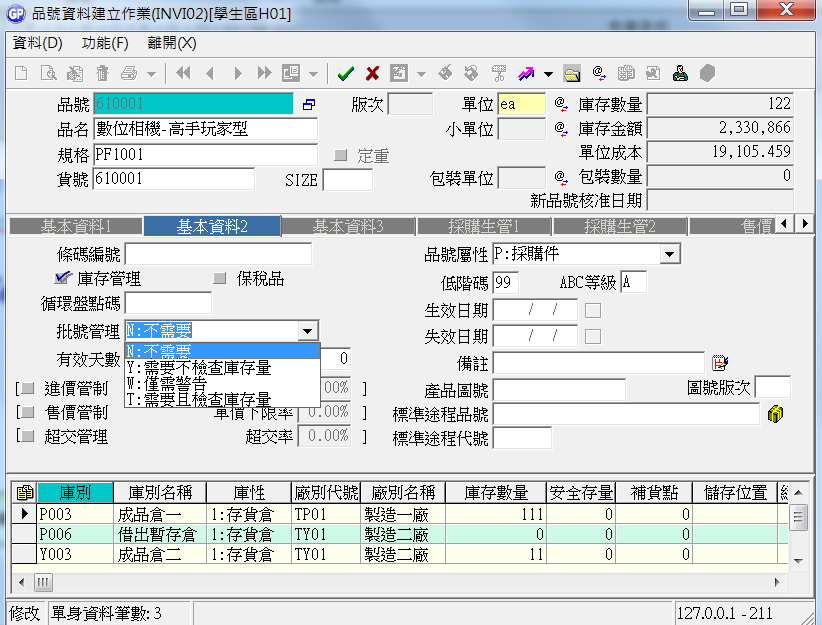 GP 品號資料建立作業(INVI02)[學生區H01]
資料(D) 功能(F) 離開(X)
品號 610001 版次 單位 ea 庫存數量 122
品名 數位相機-高手玩家型 小單位 庫存金額 2,330,866
規格 PF1001 定重 單位成本 19,105.459
貨號 610001 SIZE 包裝單位 包裝數量 0
新品號核准日期
基本資料1 基本資料2 基本資料3 採購生管1 採購生管2 售價
條碼編號 品號屬性 P:採購件
庫存管理 保稅品 低階碼 99 ABC等級 A
循環盤點碼 生效日期 / /
批號管理 N:不需要 失效日期 / /
N:不需要
有效天數 0 備註
Y:需要不檢查庫存量
W:僅需警告
[ 進價管制 00% ] 產品圖號 圖號版次
T:需要且檢查庫存量
[ 售價管制 單價下限率 0.00% ] 標準途程品號
[ 超交管理 超交率 0.00% ] 標準途程代號
庫別 庫別名稱 庫性 廠別代號 廠別名稱 庫存數量 安全存量 補貨點 儲存位置
P003 成品倉一 1:存貨倉 TP01 製造一廠 111 0 0
P006 借出暫存倉 1:存貨倉 TY01 製造二廠 0 0 0
Y003 成品倉二 1:存貨倉 TY01 製造二廠 11 0 0
修改 單身資料筆數: 3 127.0.0.1 - 211